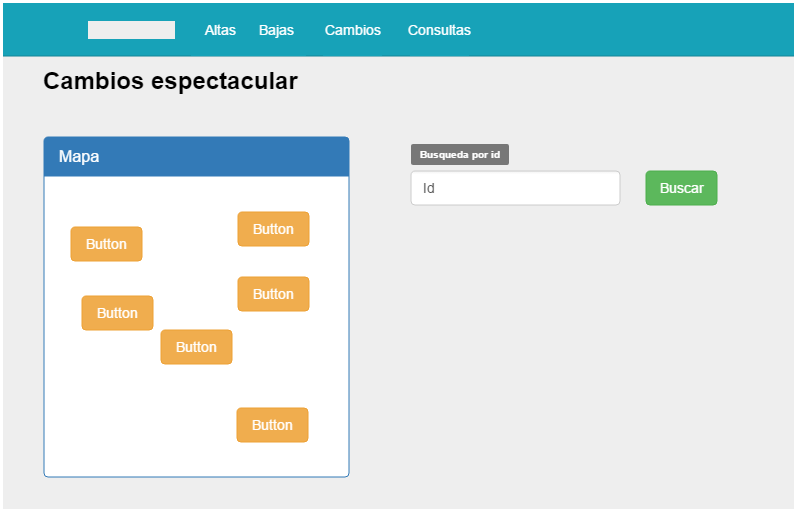 Altas Bajas Cambios Consultas
Cambios espectacular
Mapa
Button
Button
Button
Button
Button
Button
Busqueda por id
Id
Buscar